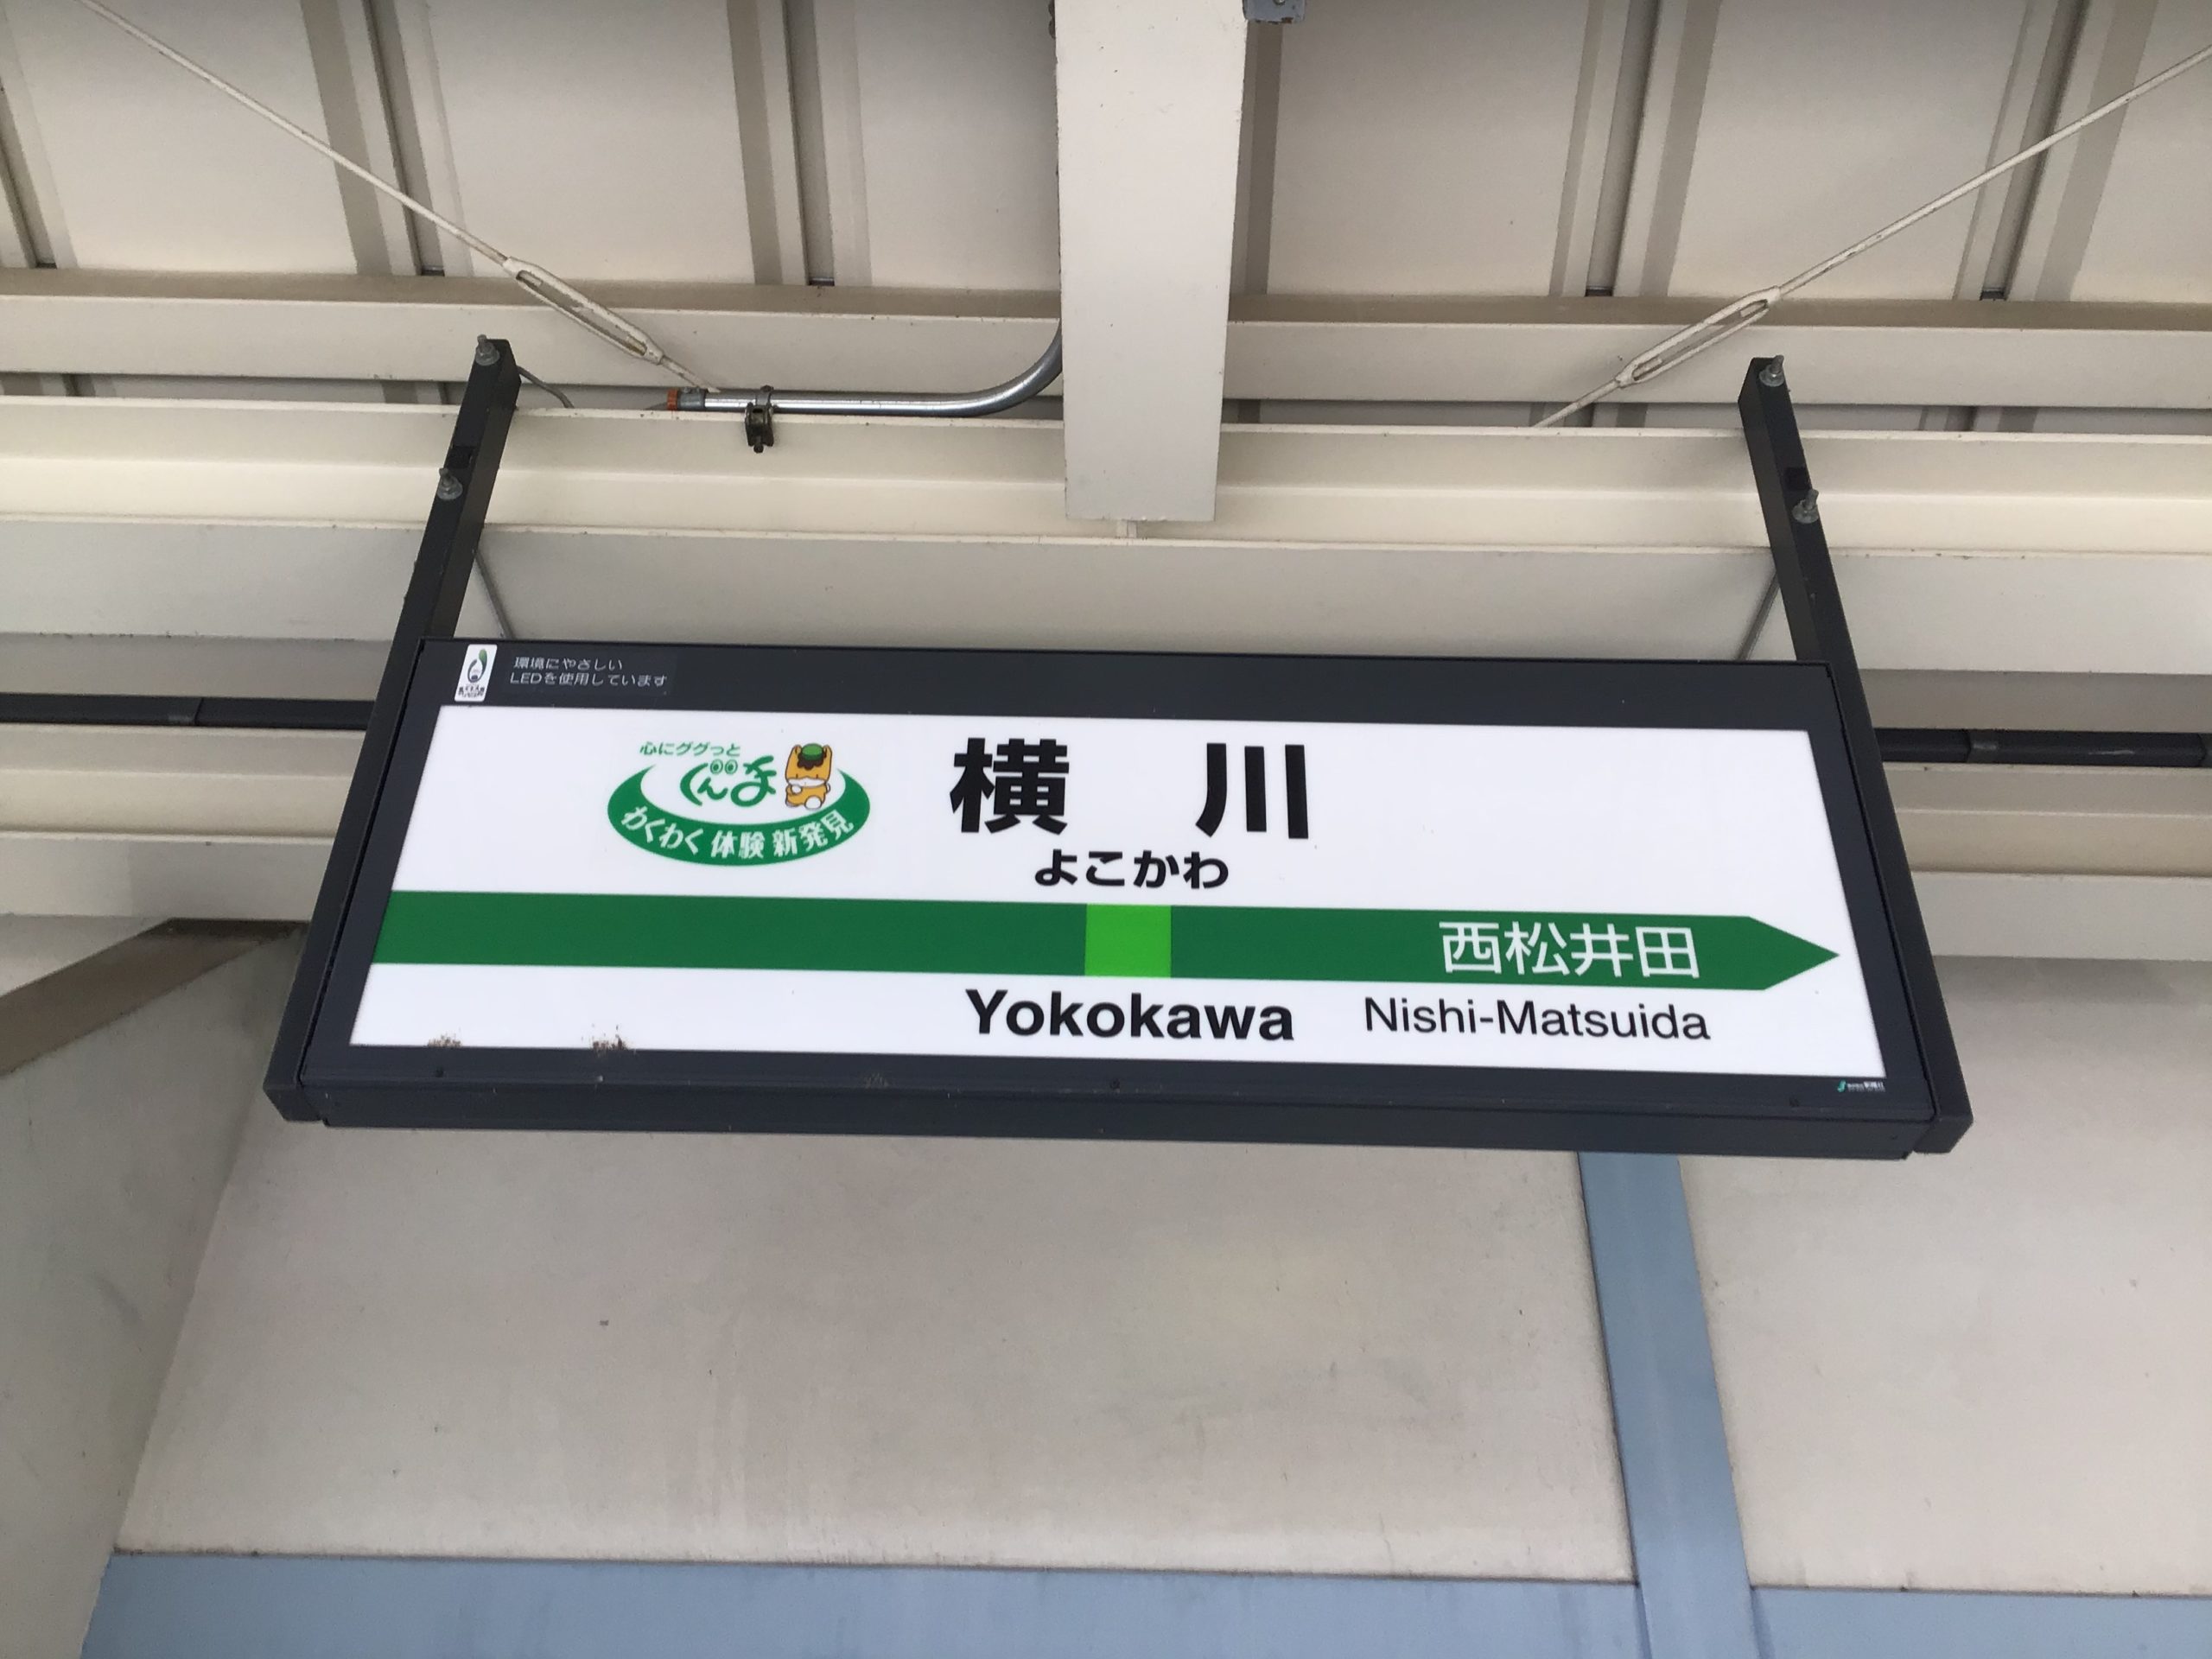 環境にやさしい
LEDを使用しています
心にググっと
ぐんま
わくわく 体験 新発見
横 川
よこかわ
西松井田
Yokokawa
Nishi-Matsuida